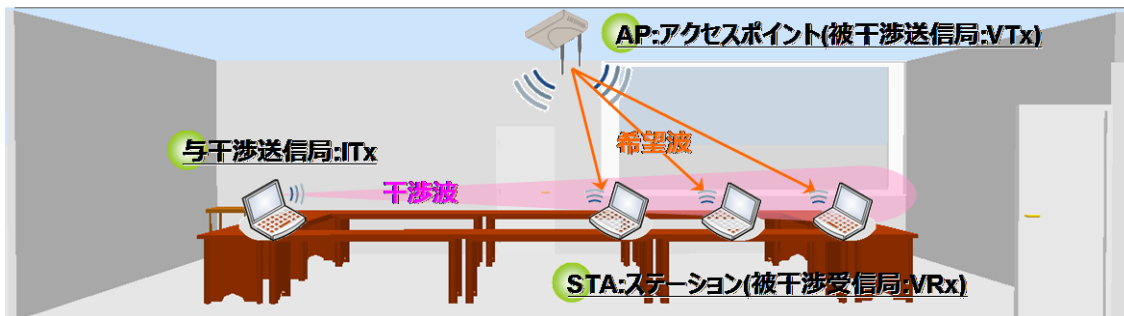 AP:アクセスポイント(被干渉送信局:VTx)
希望波
与干渉送信局:ITx
干渉波
STA:ステーション(被干渉受信局:VRx)